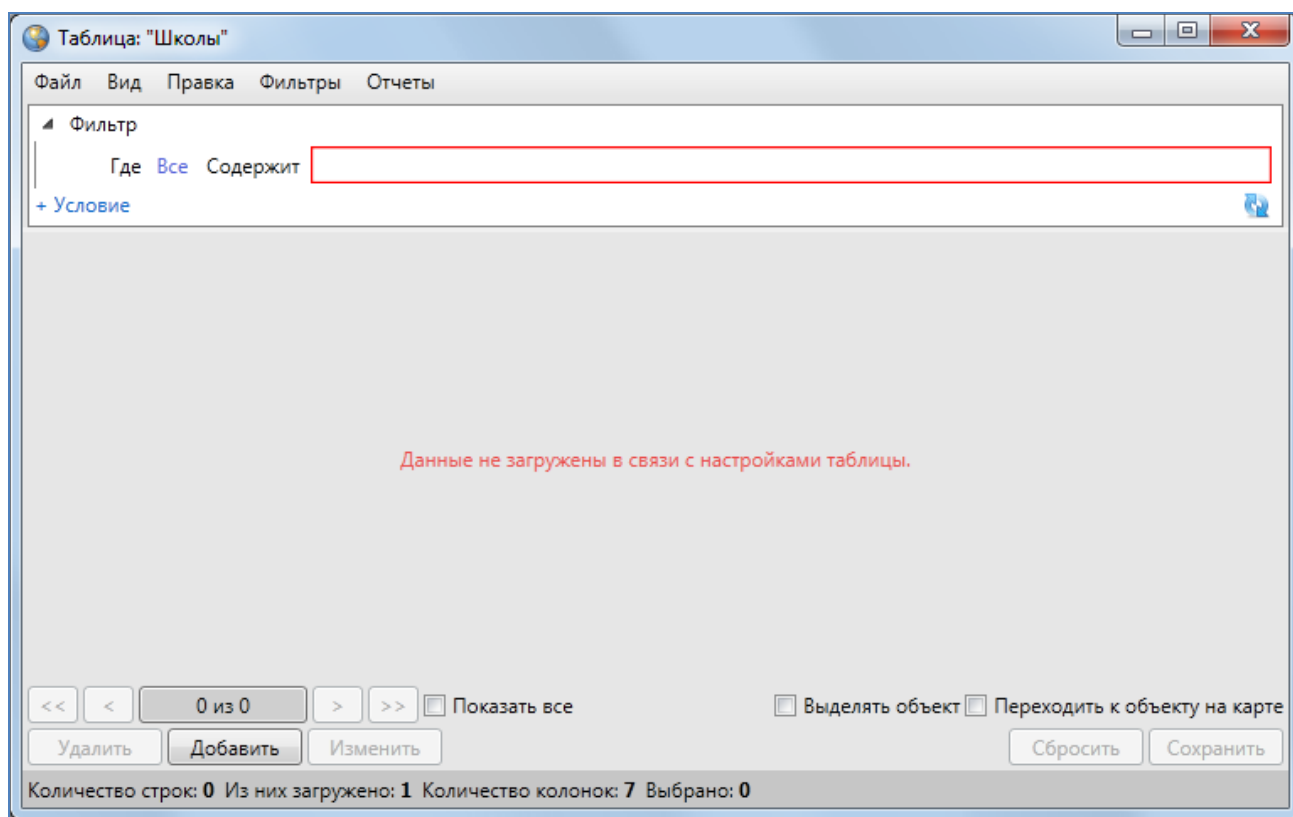 Таблица: "Школы"
Файл Вид Правка Фильтры Отчеты
Фильтр
Где Все Содержит
+ Условие
Данные не загружены в связи с настройками таблицы.
<< < 0 из 0 > >> Показать все Выделять объект Переходить к объекту на карте
Удалить Добавить Изменить Сбросить Сохранить
Количество строк: 0 Из них загружено: 1 Количество колонок: 7 Выбрано: 0